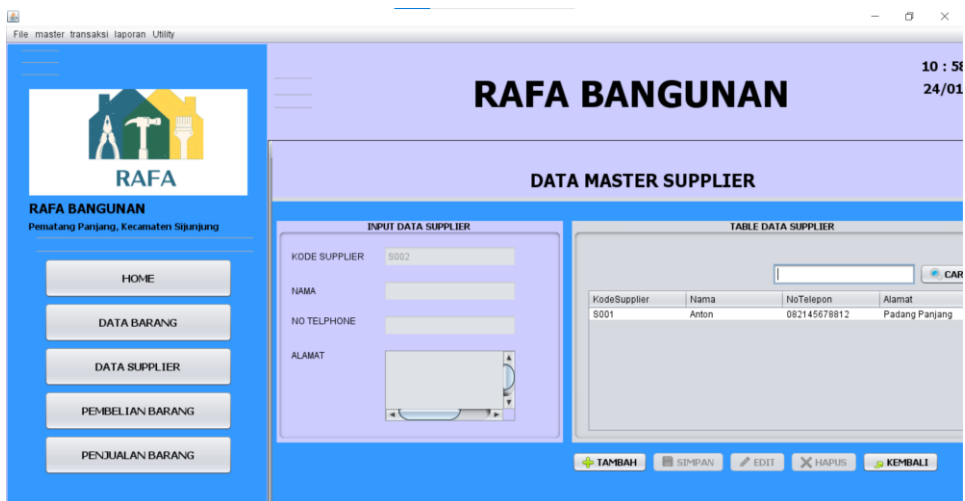 File master transaksi laporan Utility
RAFA
RAFA BANGUNAN
Pematang Panjang, Kecamaten Sijunjung
HOME
DATA BARANG
DATA SUPPLIER
PEMBELIAN BARANG
PENJUALAN BARANG
RAFA BANGUNAN
10 : 58
24/01
DATA MASTER SUPPLIER
INPUT DATA SUPPLIER
KODE SUPPLIER S002
NAMA
NO TELPHONE
ALAMAT
TABLE DATA SUPPLIER
CAR
KodeSupplier Nama NoTelepon Alamat
S001 Anton 082145678812 Padang Panjang
TAMBAH SIMPAN EDIT HAPUS KEMBALI